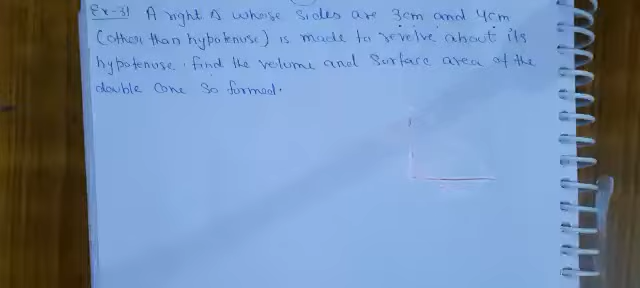 Ex-31 A right Δ whose sides are 3cm and 4cm
(other than hypotenuse) is made to revolve about its
hypotenuse. find the volume and surface area of the
double cone so formed.